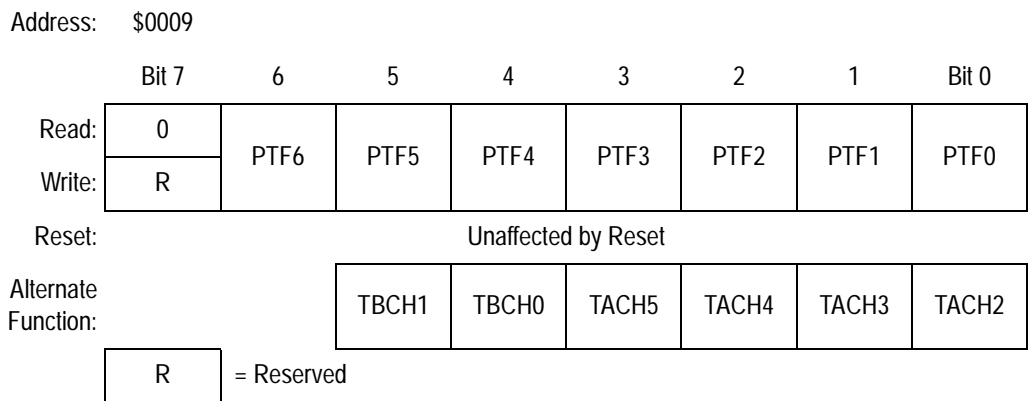 Address: $0009
Bit 7 6 5 4 3 2 1 Bit 0
Read: 0 PTF6 PTF5 PTF4 PTF3 PTF2 PTF1 PTF0
Write: R
Reset: Unaffected by Reset
Alternate Function: TBCH1 TBCH0 TACH5 TACH4 TACH3 TACH2
R = Reserved